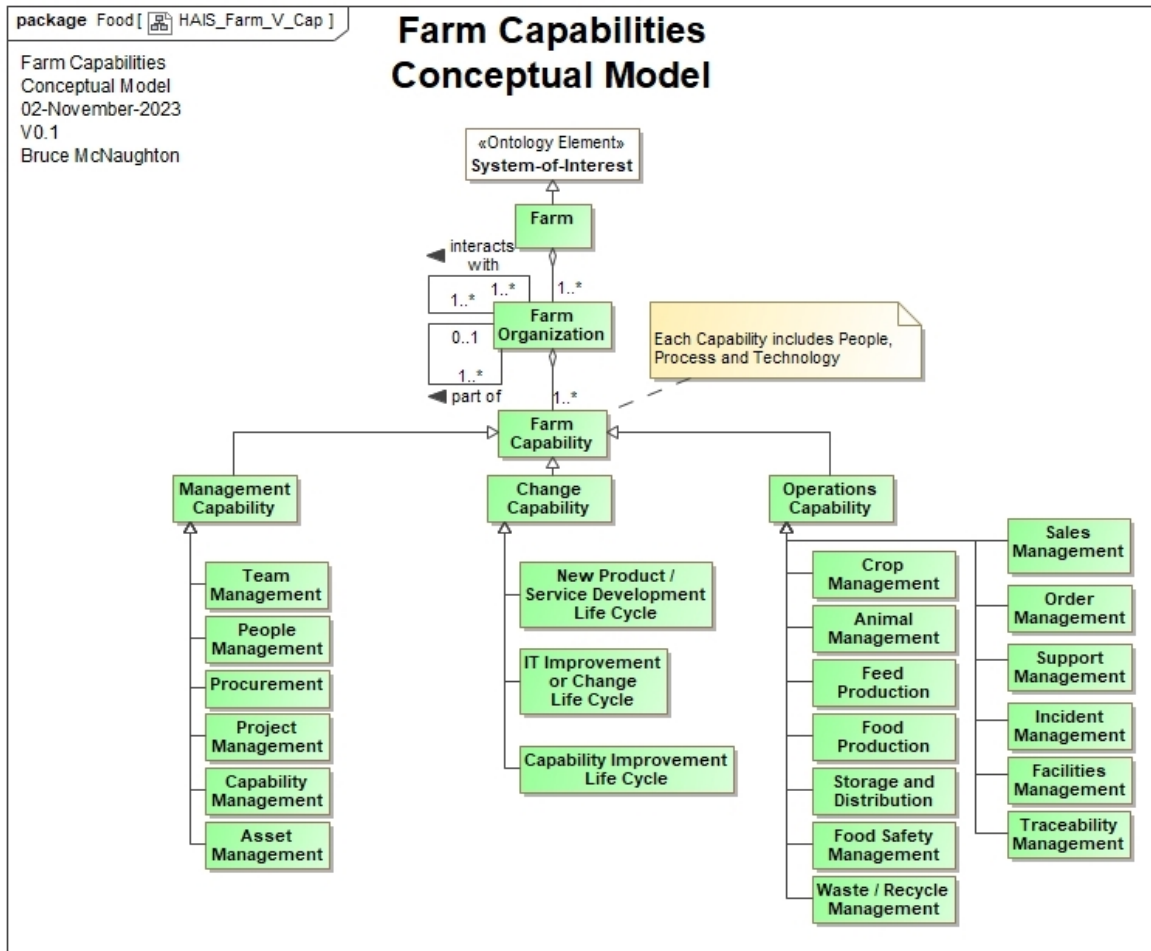 package Food [ HAIS_Farm_V_Cap ]
Farm Capabilities
Conceptual Model
Farm Capabilities
Conceptual Model
02-November-2023
V0.1
Bruce McNaughton
«Ontology Element»
System-of-Interest
Farm
interacts
with
1..*
1..*
1..*
Farm
Organization
0..1
1..*
part of
1..*
Each Capability includes People,
Process and Technology
Farm
Capability
Management
Capability
Change
Capability
Operations
Capability
Team
Management
People
Management
Procurement
Project
Management
Capability
Management
Asset
Management
New Product /
Service Development
Life Cycle
IT Improvement
or Change
Life Cycle
Capability Improvement
Life Cycle
Crop
Management
Animal
Management
Feed
Production
Food
Production
Storage and
Distribution
Food Safety
Management
Waste / Recycle
Management
Sales
Management
Order
Management
Support
Management
Incident
Management
Facilities
Management
Traceability
Management